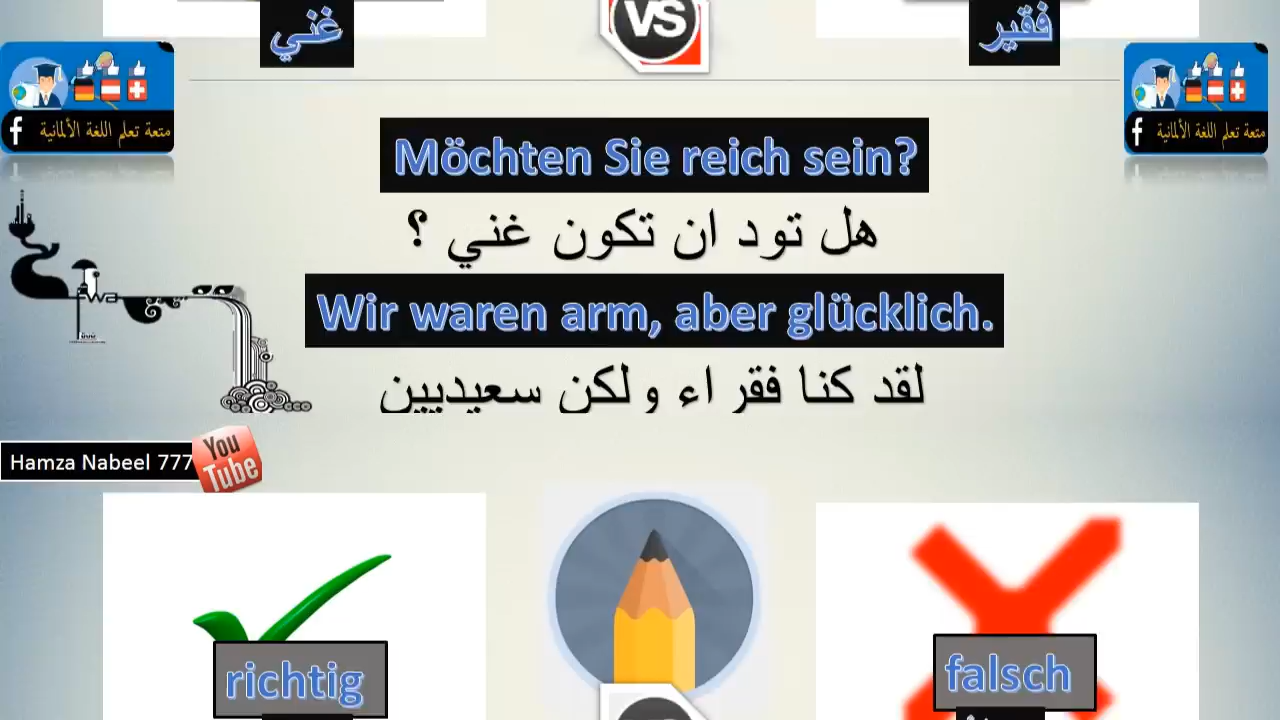 غني
VS
فقير
متعة تعلم اللغة الألمانية
متعة تعلم اللغة الألمانية
Möchten Sie reich sein?
هل تود ان تكون غني ؟
Wir waren arm, aber glücklich.
لقد كنا فقراء ولكن سعيديين
Hamza Nabeel 777
You
Tube
richtig
falsch